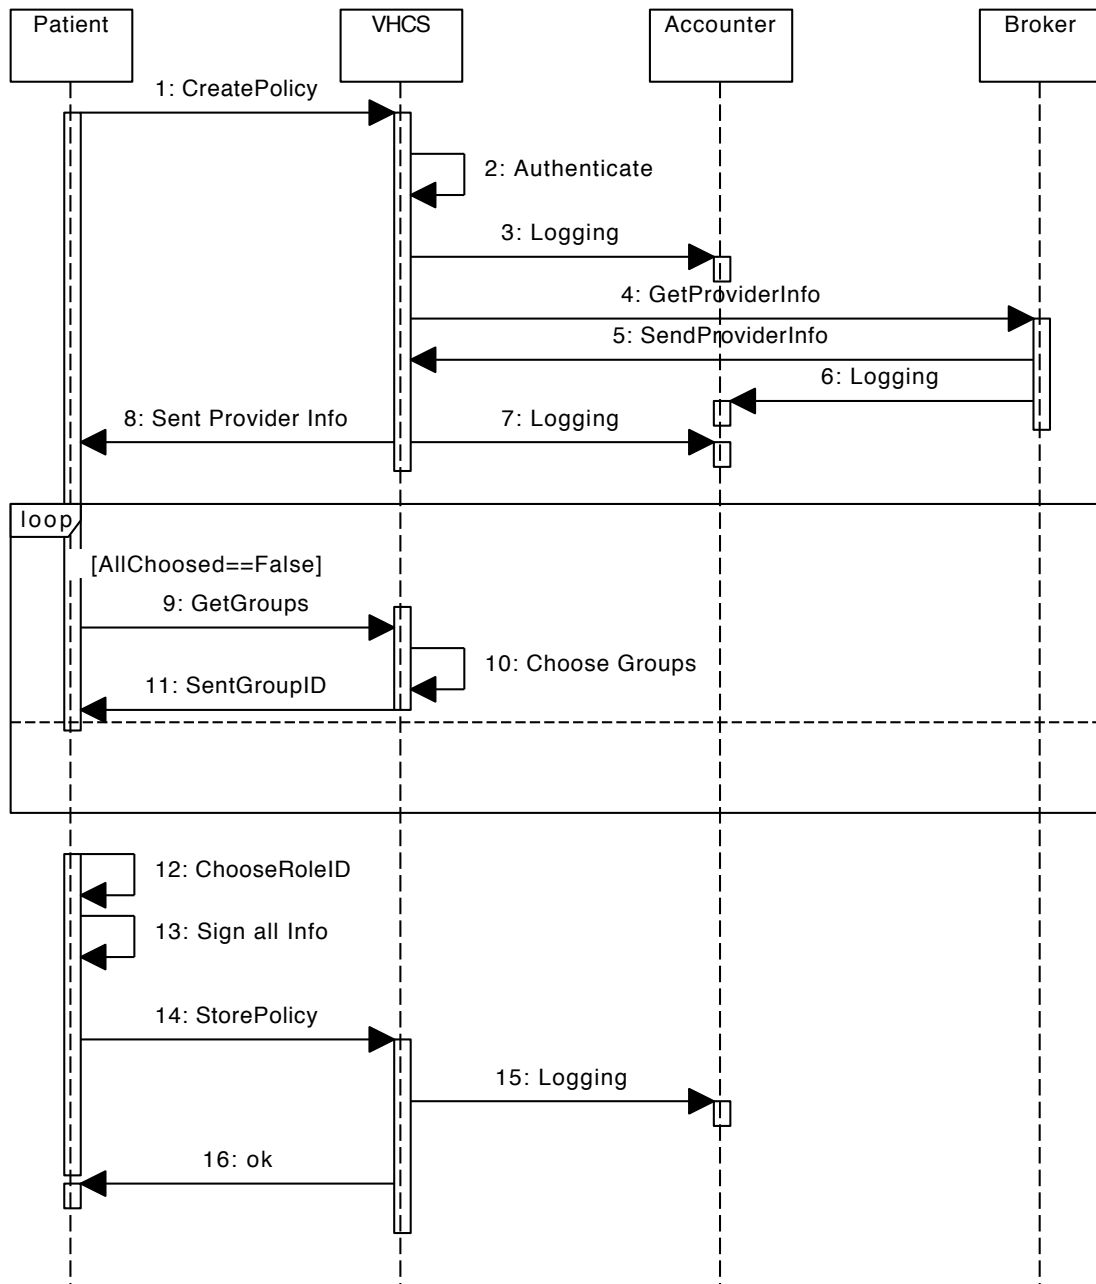 Patient
VHCS
Accounter
Broker
1: CreatePolicy
2: Authenticate
3: Logging
4: GetProviderInfo
5: SendProviderInfo
6: Logging
8: Sent Provider Info
7: Logging
loop
[AllChoosed==False]
9: GetGroups
10: Choose Groups
11: SentGroupID
12: ChooseRoleID
13: Sign all Info
14: StorePolicy
15: Logging
16: ok